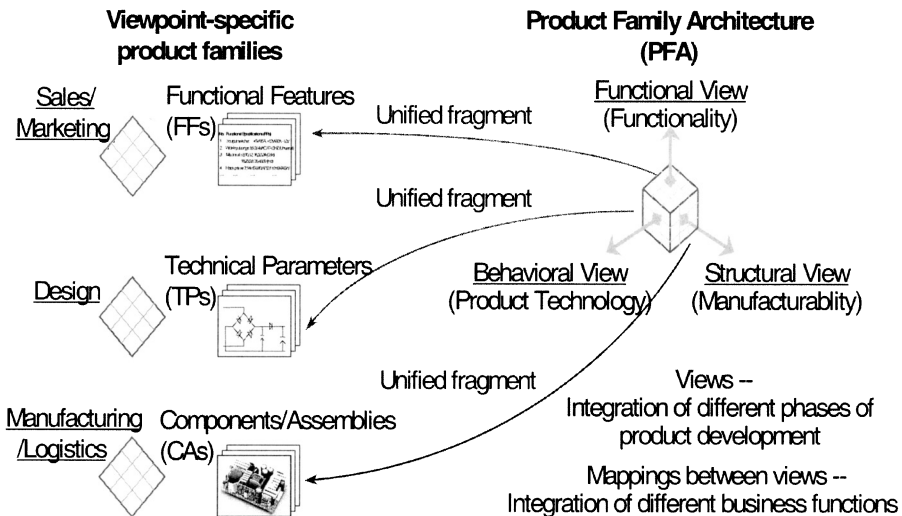 Viewpoint-specific
product families
Product Family Architecture
(PFA)
Sales/
Marketing
Functional Features
(FFs)
Unified fragment
Functional View
(Functionality)
Unified fragment
Design
Technical Parameters
(TPs)
Behavioral View
(Product Technology)
Structural View
(Manufacturablity)
Unified fragment
Manufacturing
/Logistics
Components/Assemblies
(CAs)
Views --
Integration of different phases of
product development
Mappings between views --
Integration of different business functions